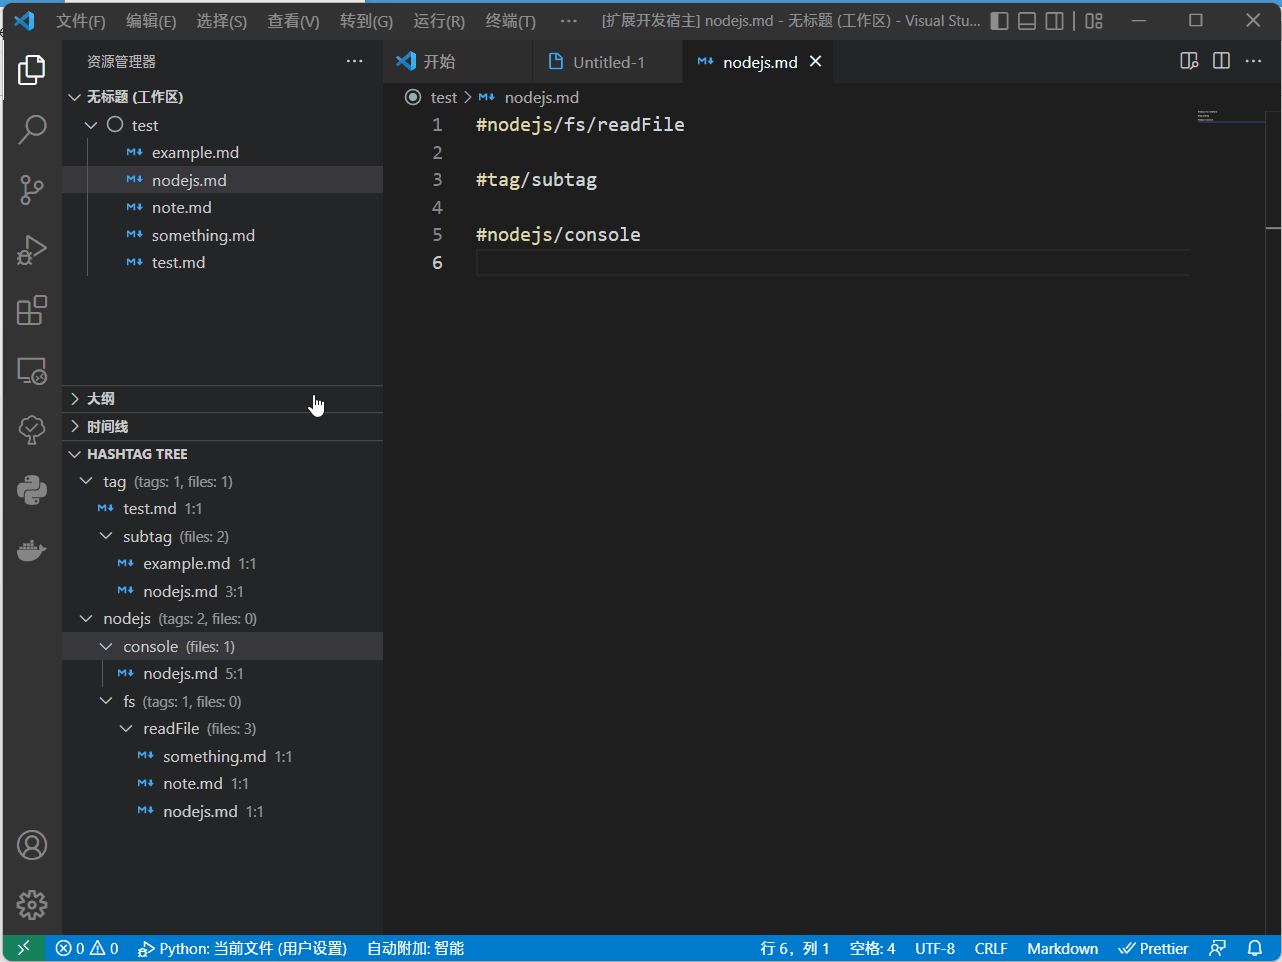 文件(F) 编辑(E) 选择(S) 查看(V) 转到(G) 运行(R) 终端(T) ··· [扩展开发宿主] nodejs.md - 无标题 (工作区) - Visual Stu...
资源管理器 ···
无标题 (工作区)
test
example.md
nodejs.md
note.md
something.md
test.md
大纲
时间线
HASHTAG TREE
tag (tags: 1, files: 1)
test.md 1:1
subtag (files: 2)
example.md 1:1
nodejs.md 3:1
nodejs (tags: 2, files: 0)
console (files: 1)
nodejs.md 5:1
fs (tags: 1, files: 0)
readFile (files: 3)
something.md 1:1
note.md 1:1
nodejs.md 1:1
开始 Untitled-1 nodejs.md
test > nodejs.md
1 #nodejs/fs/readFile
2
3 #tag/subtag
4
5 #nodejs/console
6
0 0 Python: 当前文件 (用户设置) 自动附加: 智能 行 6，列 1 空格: 4 UTF-8 CRLF Markdown Prettier